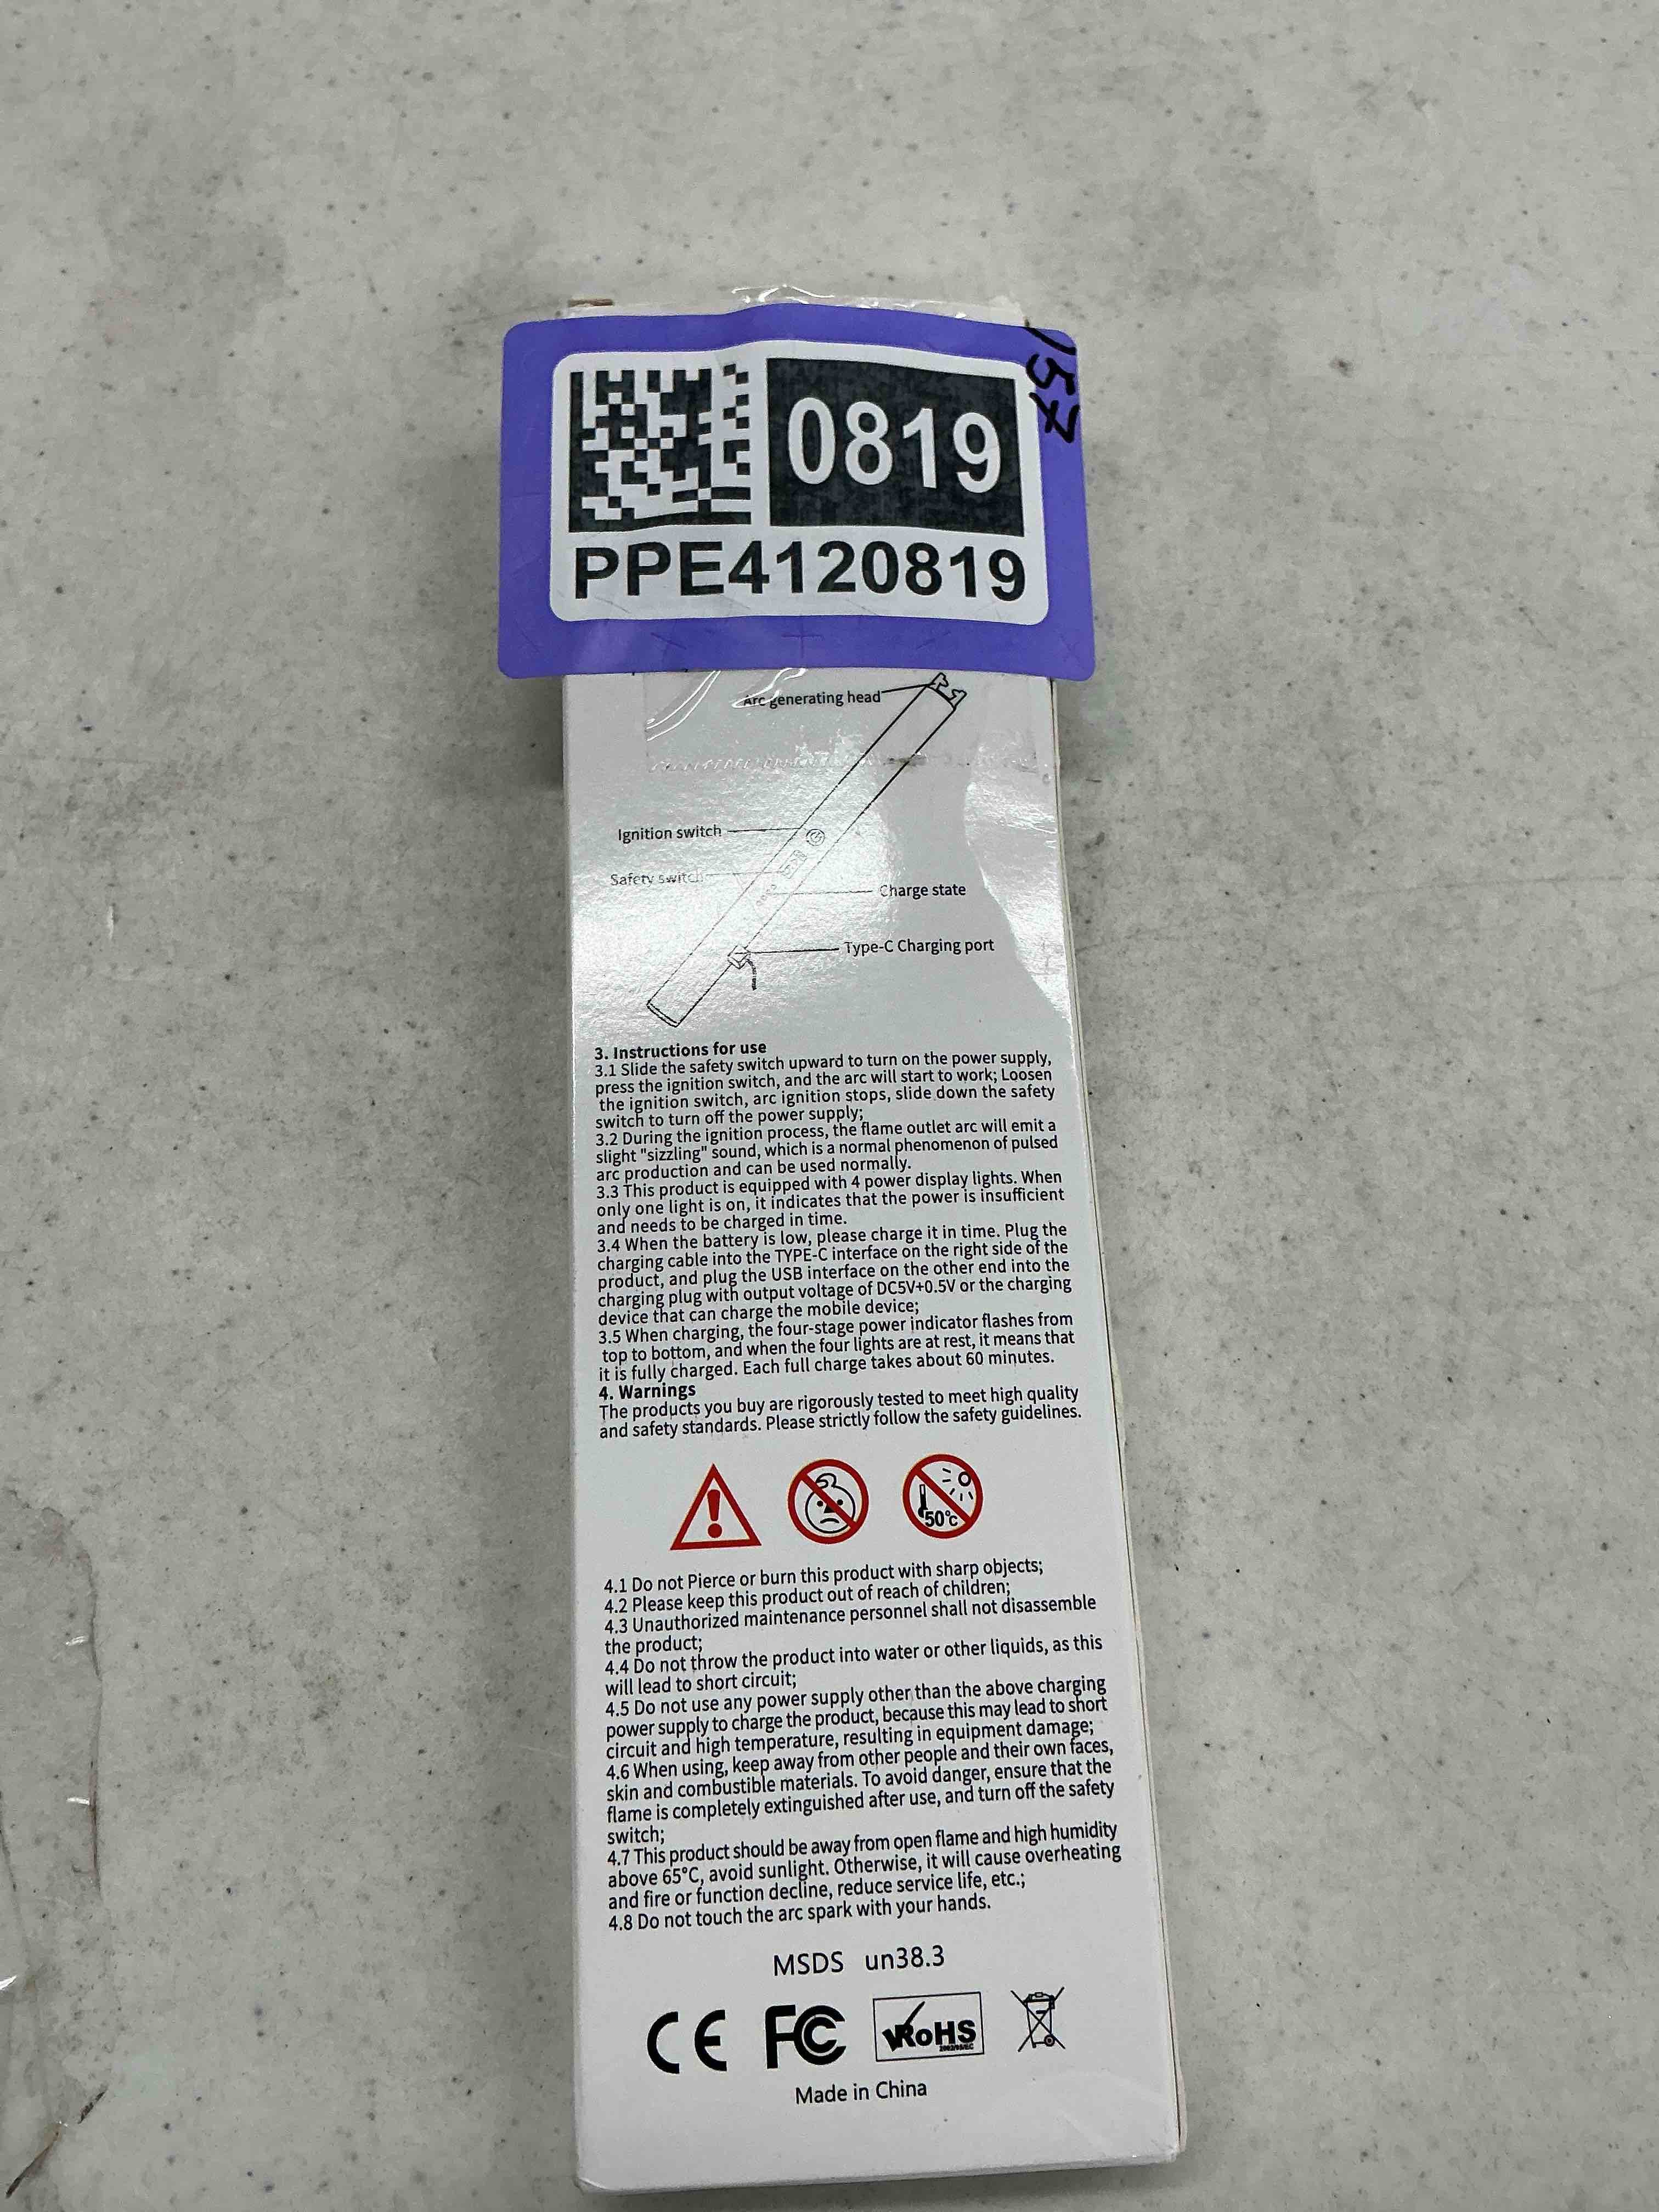 157
0819
PPE4120819
Arc generating head
Ignition switch
Safety switch
Charge state
Type-C Charging port
3. Instructions for use
3.1 Slide the safety switch upward to turn on the power supply,
press the ignition switch, and the arc will start to work; Loosen
the ignition switch, arc ignition stops, slide down the safety
switch to turn off the power supply;
3.2 During the ignition process, the flame outlet arc will emit a
slight "sizzling" sound, which is a normal phenomenon of pulsed
arc production and can be used normally.
3.3 This product is equipped with 4 power display lights. When
only one light is on, it indicates that the power is insufficient
and needs to be charged in time.
3.4 When the battery is low, please charge it in time. Plug the
charging cable into the TYPE-C interface on the right side of the
product, and plug the USB interface on the other end into the
charging plug with output voltage of DC5V+0.5V or the charging
device that can charge the mobile device;
3.5 When charging, the four-stage power indicator flashes from
top to bottom, and when the four lights are at rest, it means that
it is fully charged. Each full charge takes about 60 minutes.
4. Warnings
The products you buy are rigorously tested to meet high quality
and safety standards. Please strictly follow the safety guidelines.
50°C
4.1 Do not Pierce or burn this product with sharp objects;
4.2 Please keep this product out of reach of children;
4.3 Unauthorized maintenance personnel shall not disassemble
the product;
4.4 Do not throw the product into water or other liquids, as this
will lead to short circuit;
4.5 Do not use any power supply other than the above charging
power supply to charge the product, because this may lead to short
circuit and high temperature, resulting in equipment damage;
4.6 When using, keep away from other people and their own faces,
skin and combustible materials. To avoid danger, ensure that the
flame is completely extinguished after use, and turn off the safety
switch;
4.7 This product should be away from open flame and high humidity
above 65°C, avoid sunlight. Otherwise, it will cause overheating
and fire or function decline, reduce service life, etc.;
4.8 Do not touch the arc spark with your hands.
MSDS un38.3
CE FC RoHS
2002/95/EC
Made in China